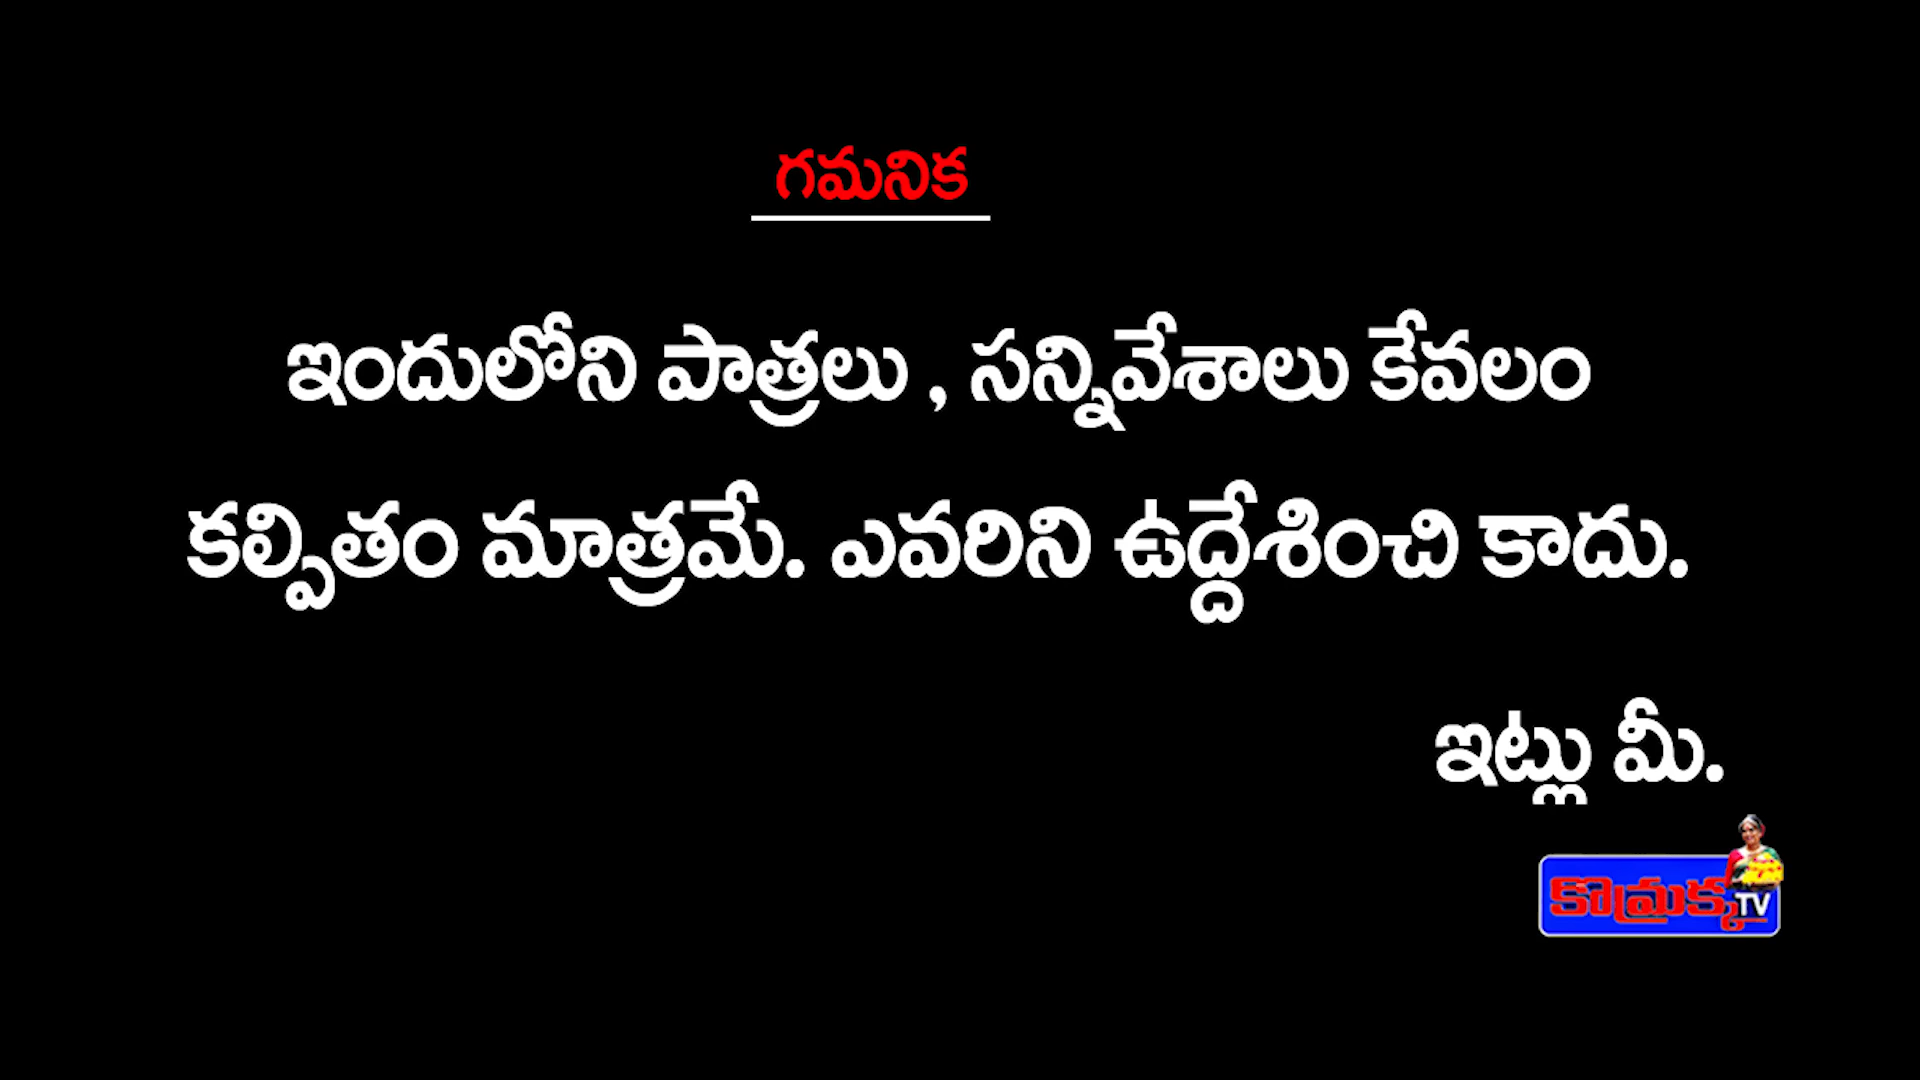 గమనిక
ఇందులోని పాత్రలు , సన్నివేశాలు కేవలం
కల్పితం మాత్రమే. ఎవరిని ఉద్దేశించి కాదు.
ఇట్లు మీ.
కొమ్రక్క TV